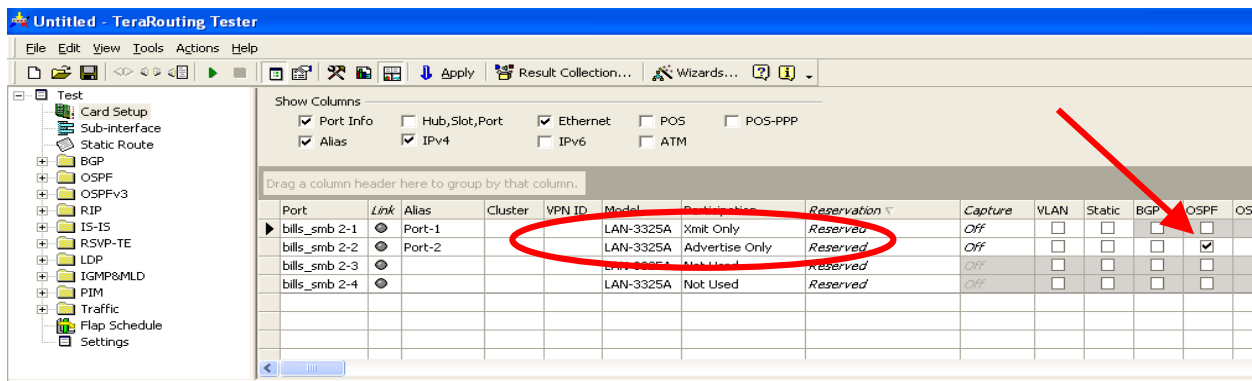 Untitled - TeraRouting Tester
File Edit View Tools Actions Help
Apply Result Collection... Wizards...
Test
Card Setup
Sub-interface
Static Route
BGP
OSPF
OSPFv3
RIP
IS-IS
RSVP-TE
LDP
IGMP&MLD
PIM
Traffic
Flap Schedule
Settings
Show Columns
Port Info Hub,Slot,Port Ethernet POS POS-PPP
Alias IPv4 IPv6 ATM
Drag a column header here to group by that column.
Port Link Alias Cluster VPN ID Model Participation Reservation Capture VLAN Static BGP OSPF OS
bills_smb 2-1 Port-1 LAN-3325A Xmit Only Reserved Off
bills_smb 2-2 Port-2 LAN-3325A Advertise Only Reserved Off
bills_smb 2-3 LAN-3325A Not Used Reserved Off
bills_smb 2-4 LAN-3325A Not Used Reserved Off